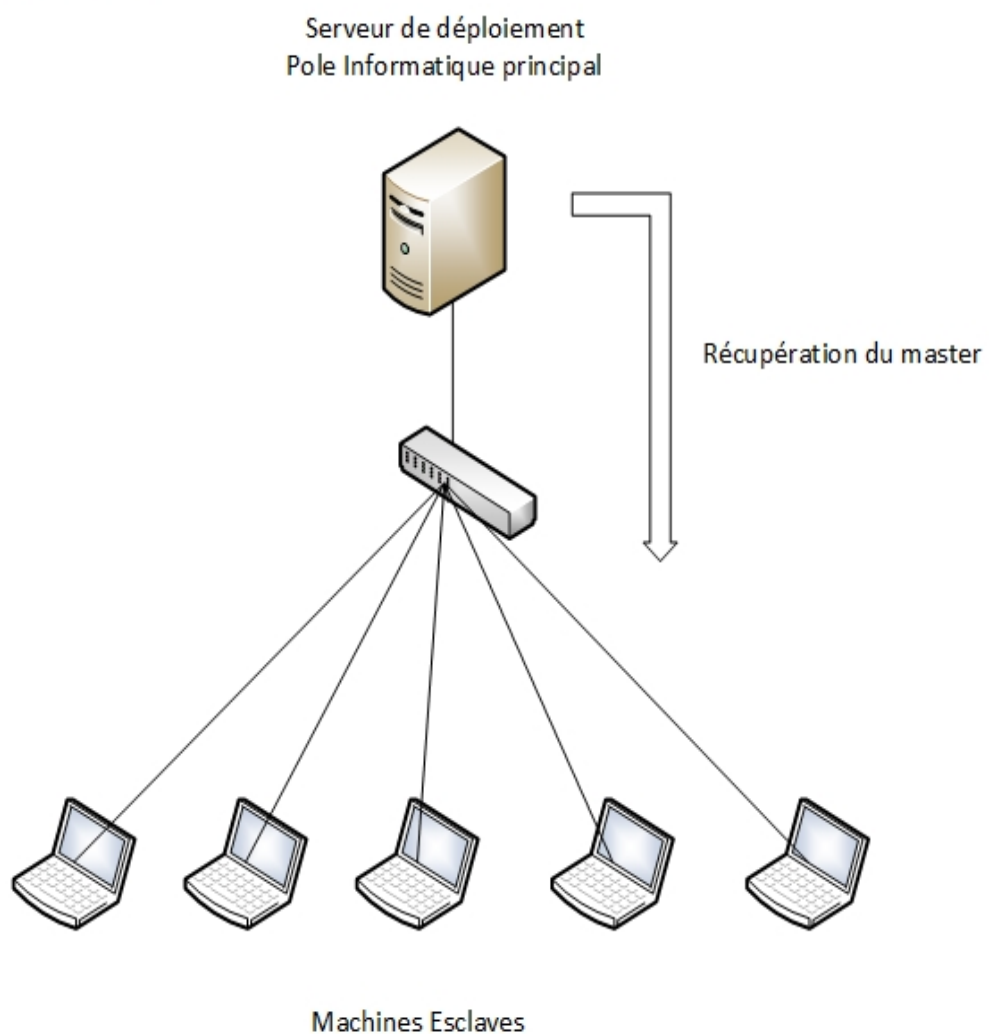 Serveur de déploiement
Pole Informatique principal
Récupération du master
Machines Esclaves